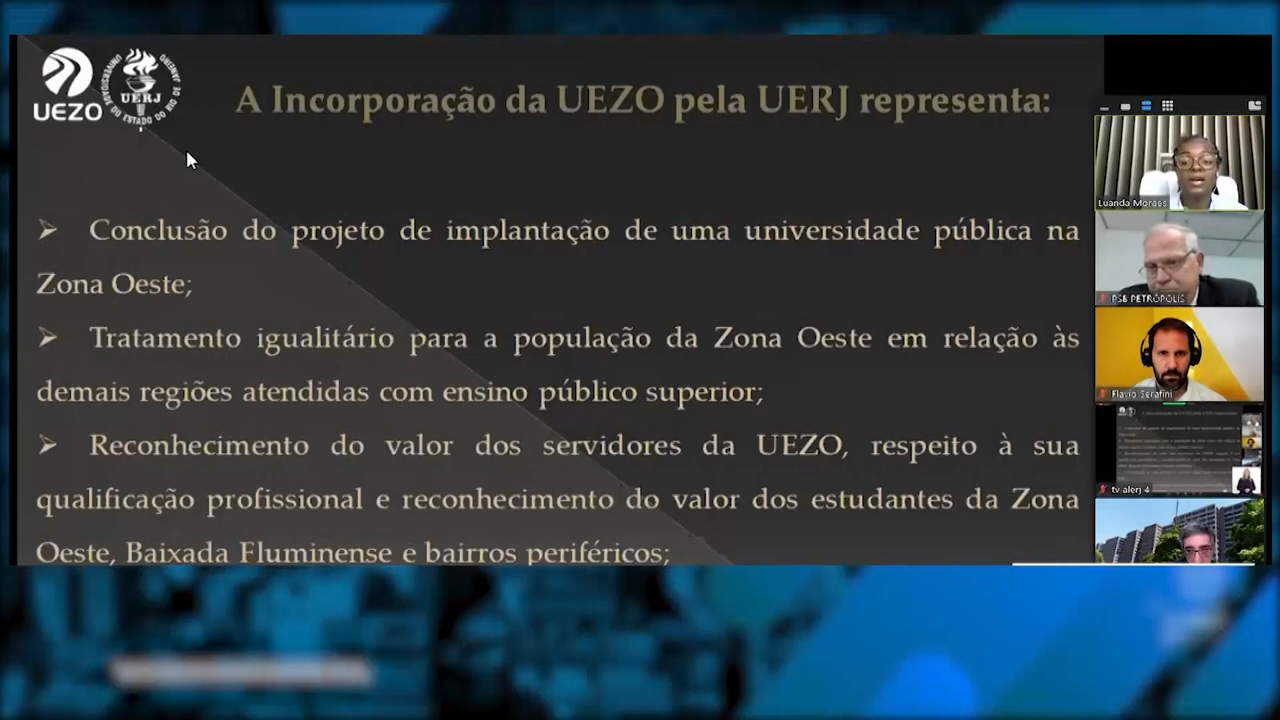 UEZO
UERJ
A Incorporação da UEZO pela UERJ representa:
➢ Conclusão do projeto de implantação de uma universidade pública na
Zona Oeste;
➢ Tratamento igualitário para a população da Zona Oeste em relação às
demais regiões atendidas com ensino público superior;
➢ Reconhecimento do valor dos servidores da UEZO, respeito à sua
qualificação profissional e reconhecimento do valor dos estudantes da Zona
Oeste, Baixada Fluminense e bairros periféricos;
Luanda Moraes
PSB PETRÓPOLIS
Flavio Serafini
tv alerj 4